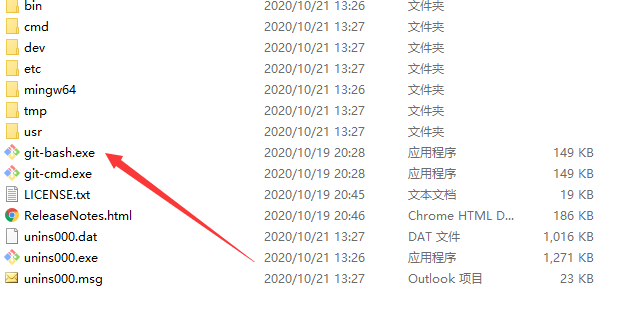 bin 2020/10/21 13:26 文件夹
cmd 2020/10/21 13:27 文件夹
dev 2020/10/21 13:27 文件夹
etc 2020/10/21 13:27 文件夹
mingw64 2020/10/21 13:26 文件夹
tmp 2020/10/21 13:27 文件夹
usr 2020/10/21 13:27 文件夹
git-bash.exe 2020/10/19 20:28 应用程序 149 KB
git-cmd.exe 2020/10/19 20:28 应用程序 149 KB
LICENSE.txt 2020/10/19 20:45 文本文档 19 KB
ReleaseNotes.html 2020/10/19 20:46 Chrome HTML D... 186 KB
unins000.dat 2020/10/21 13:27 DAT 文件 1,016 KB
unins000.exe 2020/10/21 13:26 应用程序 1,271 KB
unins000.msg 2020/10/21 13:27 Outlook 项目 23 KB